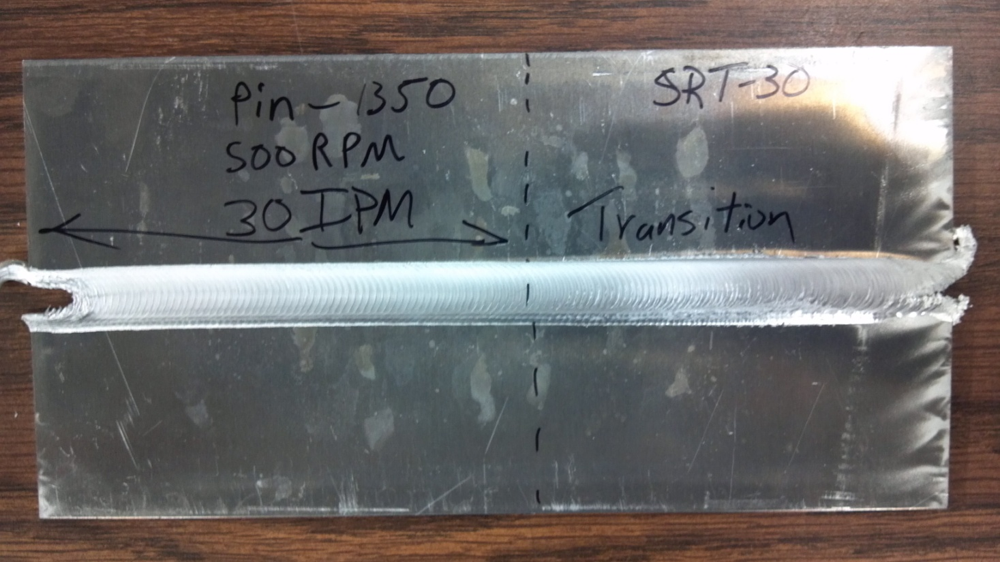 Pin - 1350
500 RPM
30 IPM
SRT-30
Transition